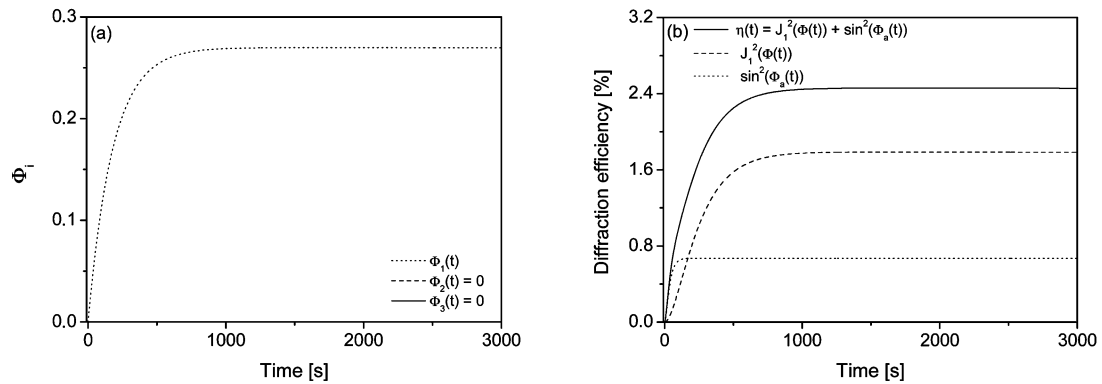 (a)
0.3
0.2
0.1
0.0
Φi
0
1000
2000
3000
Time [s]
Φ1(t)
Φ2(t) = 0
Φ3(t) = 0
(b)
3.2
2.4
1.6
0.8
0.0
Diffraction efficiency [%]
0
1000
2000
3000
Time [s]
η(t) = J₁²(Φ(t)) + sin²(Φa(t))
J₁²(Φ(t))
sin²(Φa(t))